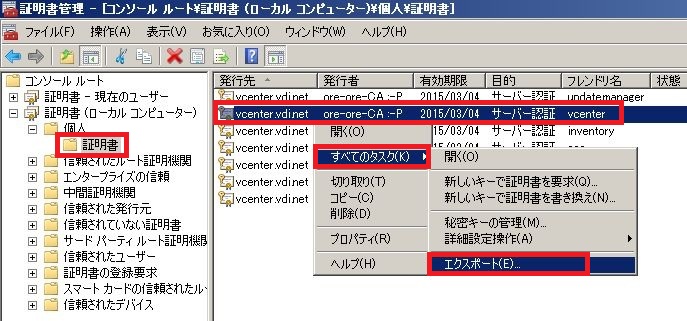 証明書管理 - [コンソール ルート¥証明書 (ローカル コンピューター)¥個人¥証明書]
ファイル(F) 操作(A) 表示(V) お気に入り(O) ウィンドウ(W) ヘルプ(H)
コンソール ルート
証明書 - 現在のユーザー
証明書 (ローカル コンピューター)
個人
証明書
信頼されたルート証明機関
エンタープライズの信頼
中間証明機関
信頼された発行元
信頼されていない証明書
サード パーティ ルート証明機関
信頼されたユーザー
証明書の登録要求
スマート カードの信頼されたル
信頼されたデバイス
発行先 発行者 有効期限 目的 フレンドリ名 状態
vcenter.vdi.net ore-ore-CA :-P 2015/03/04 サーバー認証 updatemanager
vcenter.vdi.net ore-ore-CA :-P 2015/03/04 サーバー認証 vcenter
vcenter.vdi.net 2015/03/04 サーバー認証 inventory
vcenter.vdi.net
vcenter.vdi.net
vcenter.vdi.net
vcenter.vdi.net
開く(O)
すべてのタスク(K)
切り取り(T)
コピー(C)
削除(D)
プロパティ(R)
ヘルプ(H)
開く(O)
新しいキーで証明書を要求(Q)...
新しいキーで証明書を書き換え(N)...
秘密キーの管理(M)...
詳細設定操作(A)
エクスポート(E)...